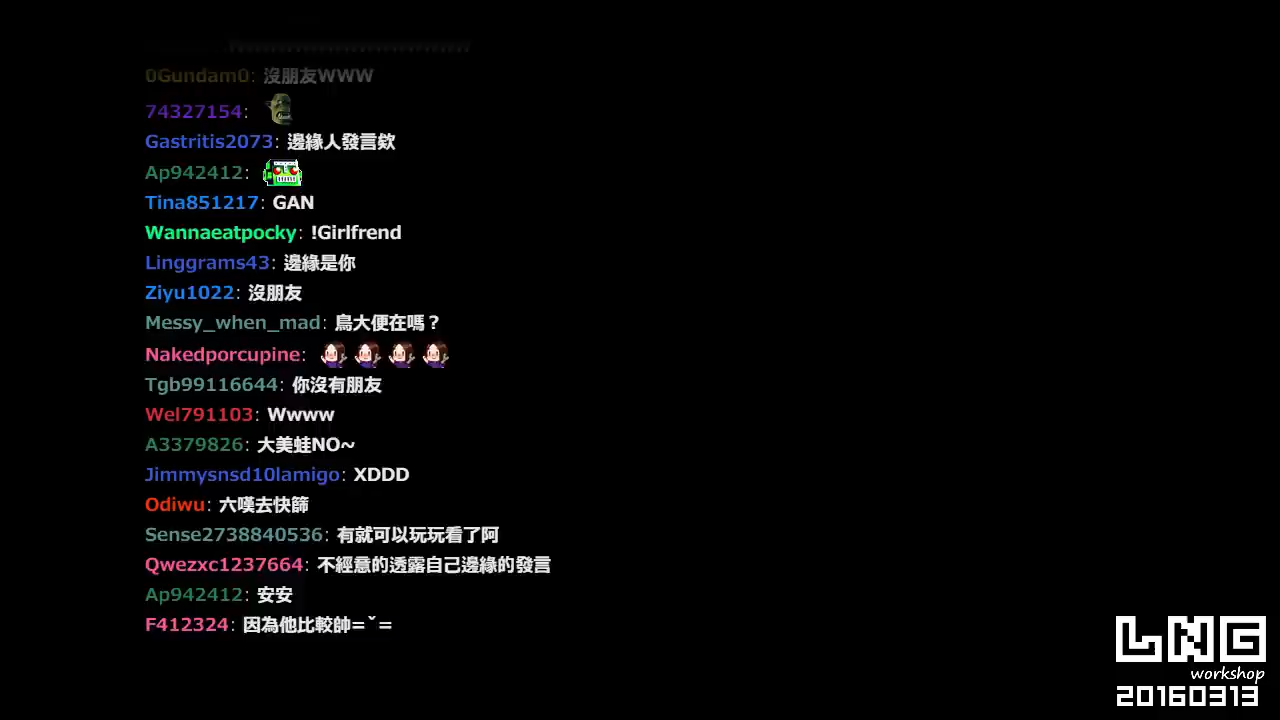 0Gundam0: 沒朋友WWW
74327154:
Gastritis2073: 邊緣人發言欸
Ap942412:
Tina851217: GAN
Wannaeatpocky: !Girlfrend
Linggrams43: 邊緣是你
Ziyu1022: 沒朋友
Messy_when_mad: 鳥大便在嗎？
Nakedporcupine:
Tgb99116644: 你沒有朋友
Wel791103: Wwww
A3379826: 大美蛙NO~
Jimmysnsd10lamigo: XDDD
Odiwu: 六嘆去快篩
Sense2738840536: 有就可以玩玩看了阿
Qwezxc1237664: 不經意的透露自己邊緣的發言
Ap942412: 安安
F412324: 因為他比較帥=ˇ=
LNG
workshop
20160313